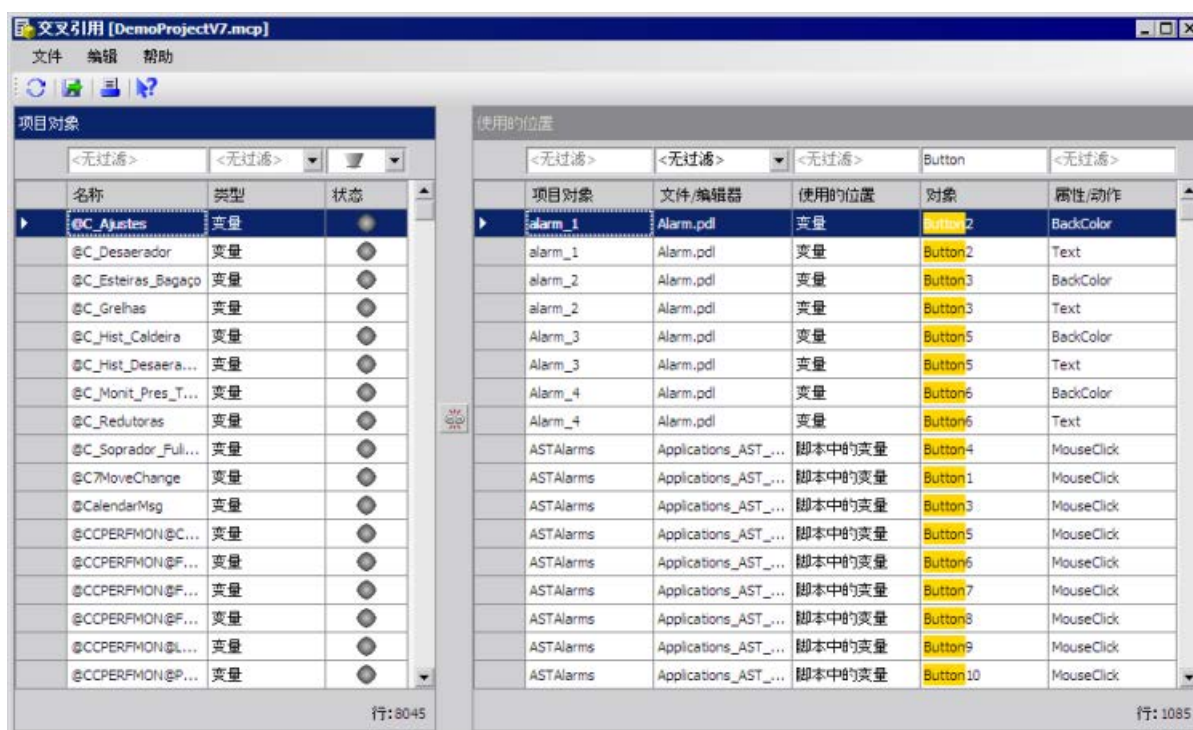 交叉引用 [DemoProjectV7.mcp]
文件 编辑 帮助
项目对象 使用的位置
<无过滤> <无过滤> <无过滤> <无过滤> <无过滤> Button <无过滤>
名称 类型 状态 项目对象 文件/编辑器 使用的位置 对象 属性/动作
@C_Ajustes 变量 alarm_1 Alarm.pdl 变量 Button2 BackColor
@C_Desaerador 变量 alarm_1 Alarm.pdl 变量 Button2 Text
@C_Esteiras_Bagaço 变量 alarm_2 Alarm.pdl 变量 Button3 BackColor
@C_Grelhas 变量 alarm_2 Alarm.pdl 变量 Button3 Text
@C_Hist_Caldeira 变量 Alarm_3 Alarm.pdl 变量 Button5 BackColor
@C_Hist_Desaera... 变量 Alarm_3 Alarm.pdl 变量 Button5 Text
@C_Monit_Pres_T... 变量 Alarm_4 Alarm.pdl 变量 Button6 BackColor
@C_Redutoras 变量 Alarm_4 Alarm.pdl 变量 Button6 Text
@C_Soprador_Fuli... 变量 ASTAlarms Applications_AST_... 脚本中的变量 Button4 MouseClick
@C7MoveChange 变量 ASTAlarms Applications_AST_... 脚本中的变量 Button1 MouseClick
@CalendarMsg 变量 ASTAlarms Applications_AST_... 脚本中的变量 Button3 MouseClick
@CCPERFMON@C... 变量 ASTAlarms Applications_AST_... 脚本中的变量 Button5 MouseClick
@CCPERFMON@F... 变量 ASTAlarms Applications_AST_... 脚本中的变量 Button6 MouseClick
@CCPERFMON@F... 变量 ASTAlarms Applications_AST_... 脚本中的变量 Button7 MouseClick
@CCPERFMON@F... 变量 ASTAlarms Applications_AST_... 脚本中的变量 Button8 MouseClick
@CCPERFMON@L... 变量 ASTAlarms Applications_AST_... 脚本中的变量 Button9 MouseClick
@CCPERFMON@P... 变量 ASTAlarms Applications_AST_... 脚本中的变量 Button10 MouseClick
行:8045 行:1085